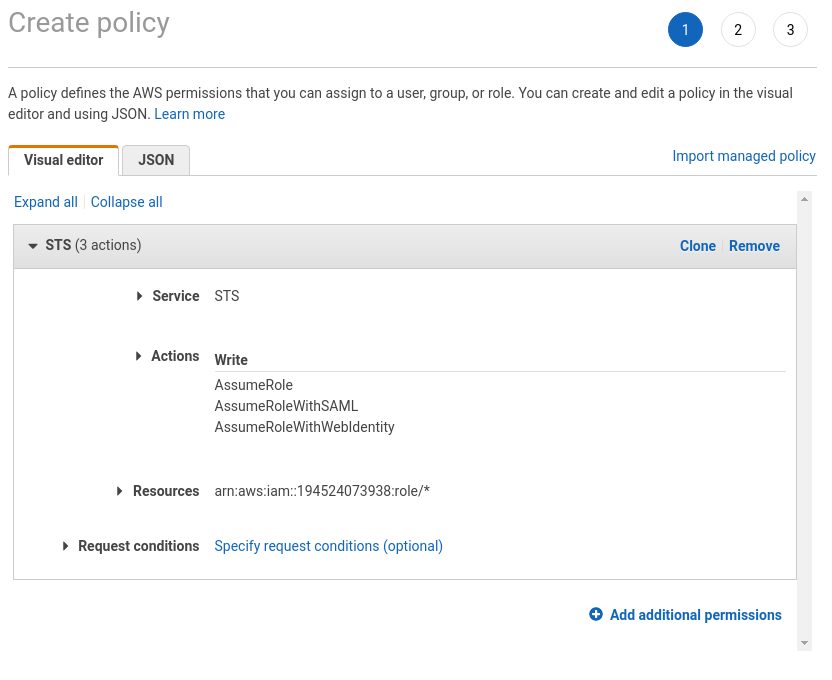 Create policy
1 2 3
A policy defines the AWS permissions that you can assign to a user, group, or role. You can create and edit a policy in the visual
editor and using JSON. Learn more
Visual editor JSON Import managed policy
Expand all Collapse all
STS (3 actions) Clone Remove
Service STS
Actions Write
AssumeRole
AssumeRoleWithSAML
AssumeRoleWithWebIdentity
Resources arn:aws:iam::194524073938:role/*
Request conditions Specify request conditions (optional)
Add additional permissions